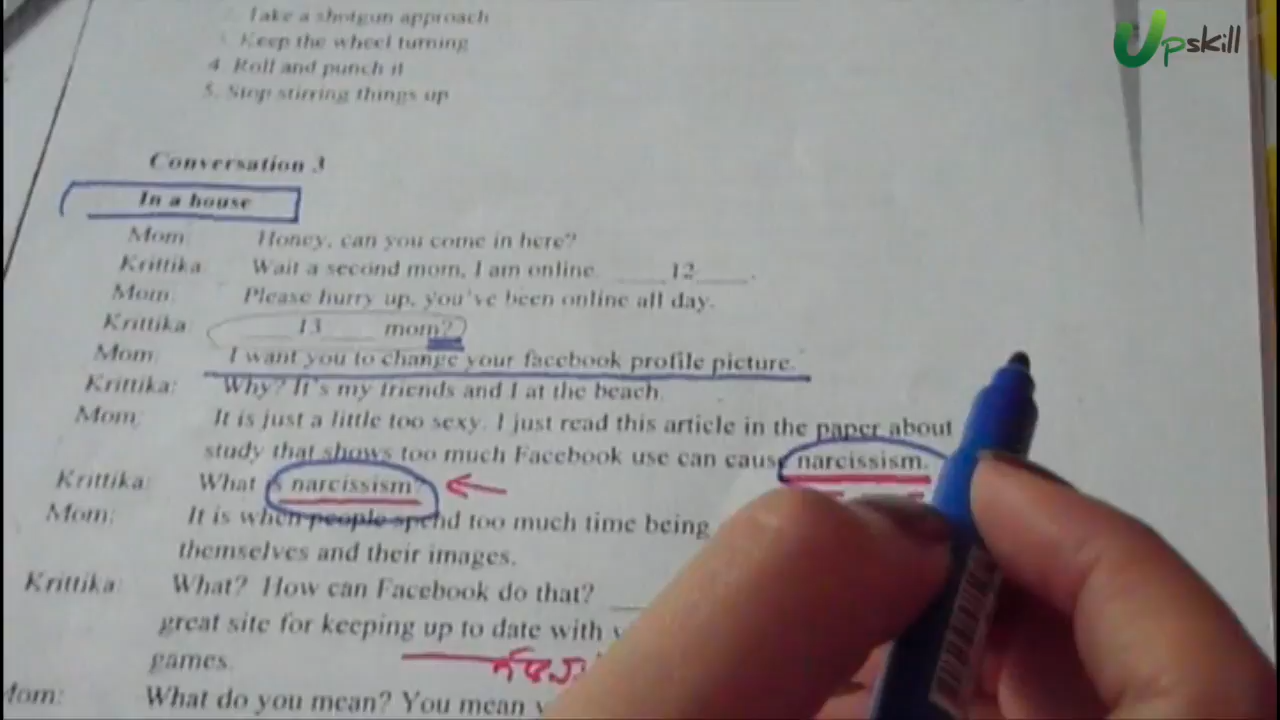 Upskill
Take a shotgun approach
3. Keep the wheel turning
4. Roll and punch it
5. Stop stirring things up
Conversation 3
In a house
Mom: Honey, can you come in here?
Krittika: Wait a second mom, I am online. ____12____.
Mom: Please hurry up, you've been online all day.
Krittika: ____13____ mom?
Mom: I want you to change your facebook profile picture.
Krittika: Why? It's my friends and I at the beach.
Mom: It is just a little too sexy. I just read this article in the paper about
study that shows too much Facebook use can cause narcissism.
Krittika: What is narcissism?
Mom: It is when people spend too much time being
themselves and their images.
Krittika: What? How can Facebook do that?
great site for keeping up to date with
games.
Mom: What do you mean? You mean